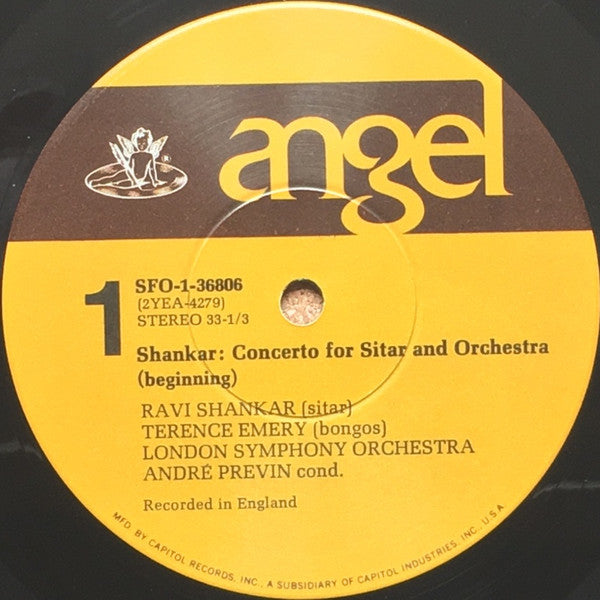 angel
®
1
SFO-1-36806
(2YEA-4279)
STEREO 33-1/3
Shankar: Concerto for Sitar and Orchestra
(beginning)
RAVI SHANKAR (sitar)
TERENCE EMERY (bongos)
LONDON SYMPHONY ORCHESTRA
ANDRÉ PREVIN cond.
Recorded in England
MFD. BY CAPITOL RECORDS, INC., A SUBSIDIARY OF CAPITOL INDUSTRIES, INC., U.S.A.